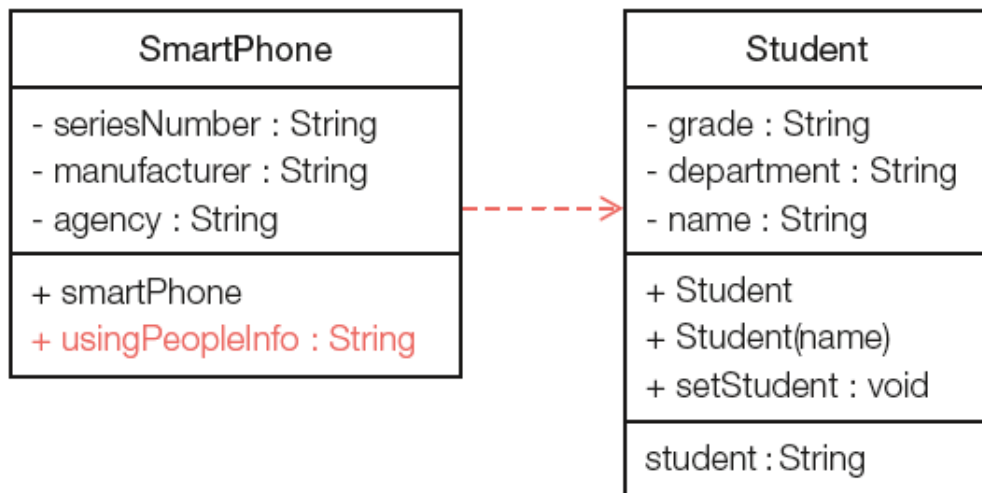 SmartPhone
- seriesNumber : String
- manufacturer : String
- agency : String
+ smartPhone
+ usingPeopleInfo : String
Student
- grade : String
- department : String
- name : String
+ Student
+ Student(name)
+ setStudent : void
student : String